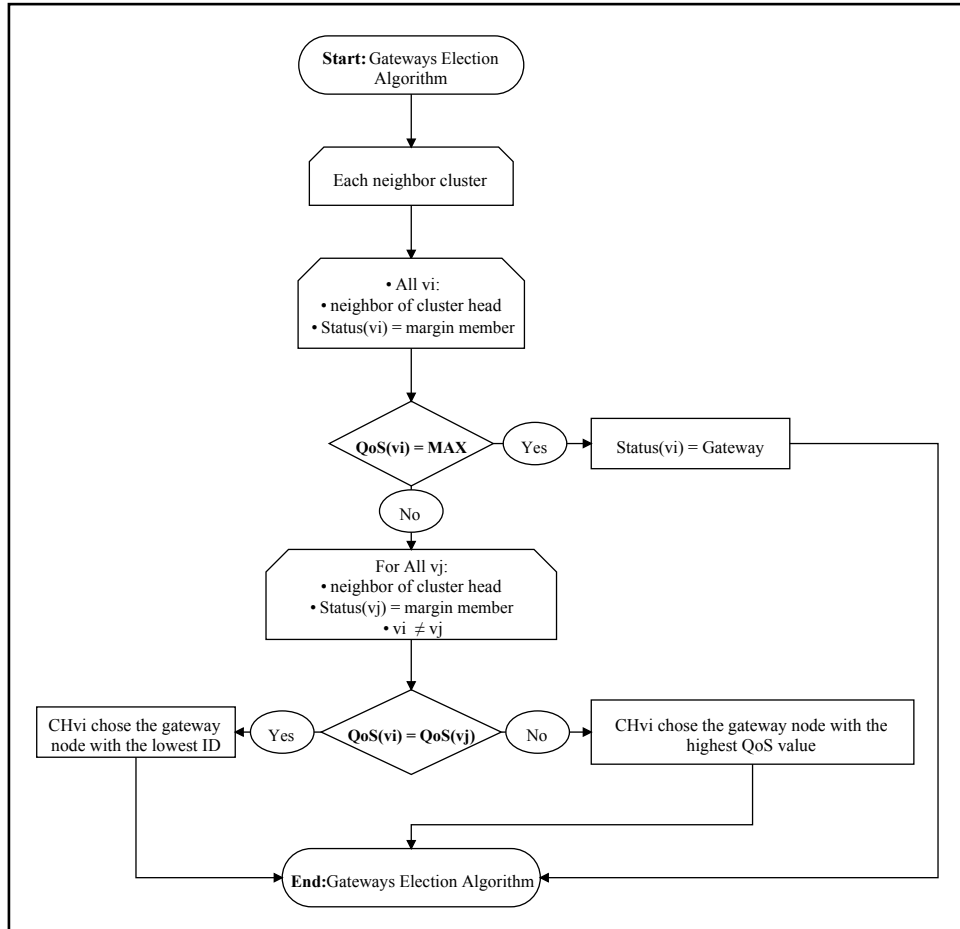 Start: Gateways Election
Algorithm
Each neighbor cluster
• All vi:
• neighbor of cluster head
• Status(vi) = margin member
QoS(vi) = MAX
Yes
Status(vi) = Gateway
No
For All vj:
• neighbor of cluster head
• Status(vj) = margin member
• vi ≠ vj
CHvi chose the gateway
node with the lowest ID
Yes
QoS(vi) = QoS(vj)
No
CHvi chose the gateway node with the
highest QoS value
End:Gateways Election Algorithm